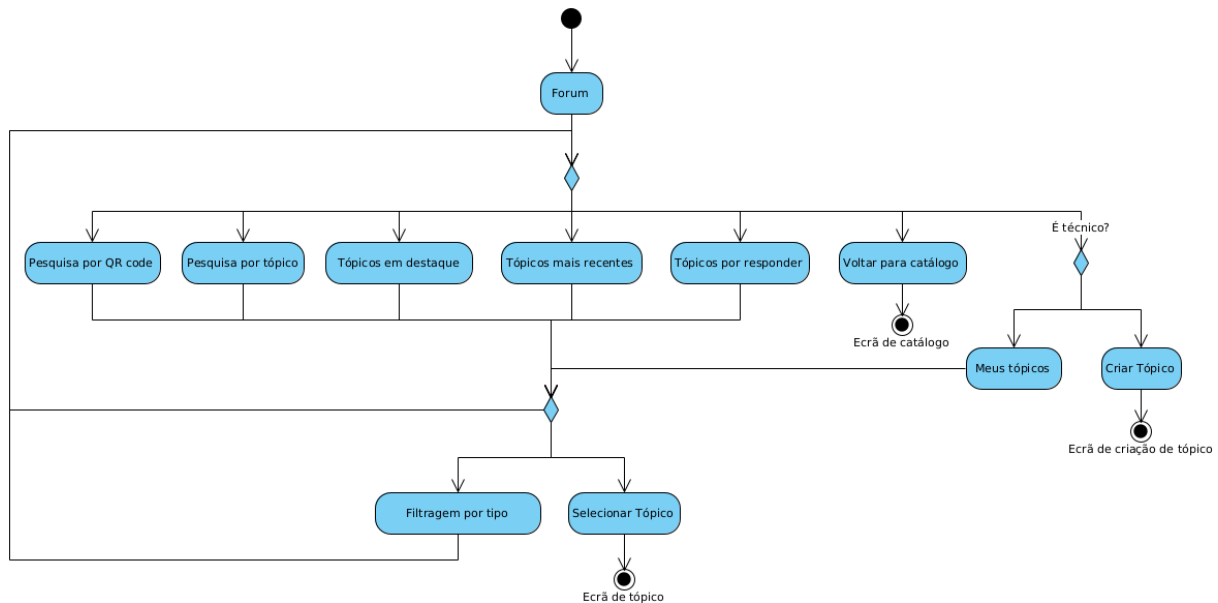 Forum
É técnico?
Pesquisa por QR code
Pesquisa por tópico
Tópicos em destaque
Tópicos mais recentes
Tópicos por responder
Voltar para catálogo
Ecrã de catálogo
Meus tópicos
Criar Tópico
Ecrã de criação de tópico
Filtragem por tipo
Selecionar Tópico
Ecrã de tópico